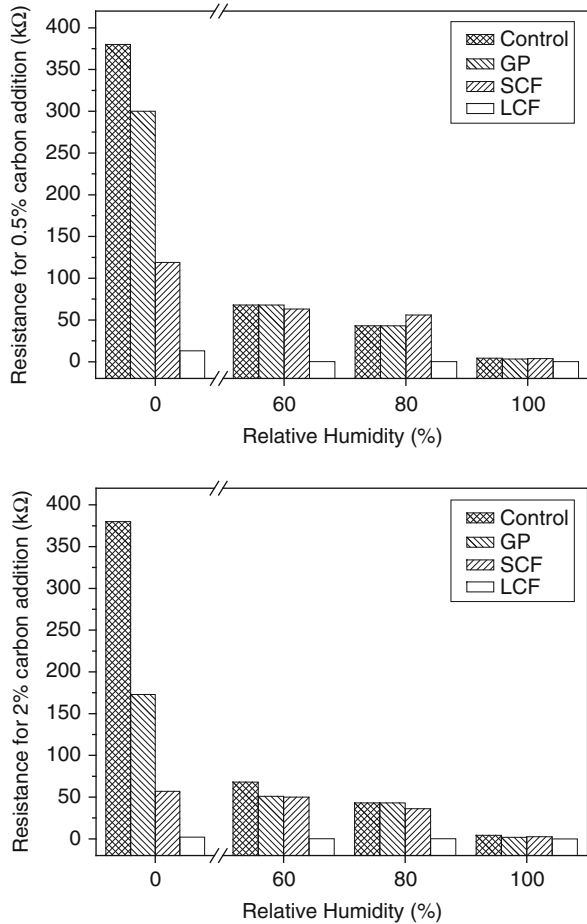 Resistance for 0.5% carbon addition (kΩ)
400
350
300
250
200
150
100
50
0
Control
GP
SCF
LCF
0
60
80
100
Relative Humidity (%)
Resistance for 2% carbon addition (kΩ)
400
350
300
250
200
150
100
50
0
Control
GP
SCF
LCF
0
60
80
100
Relative Humidity (%)